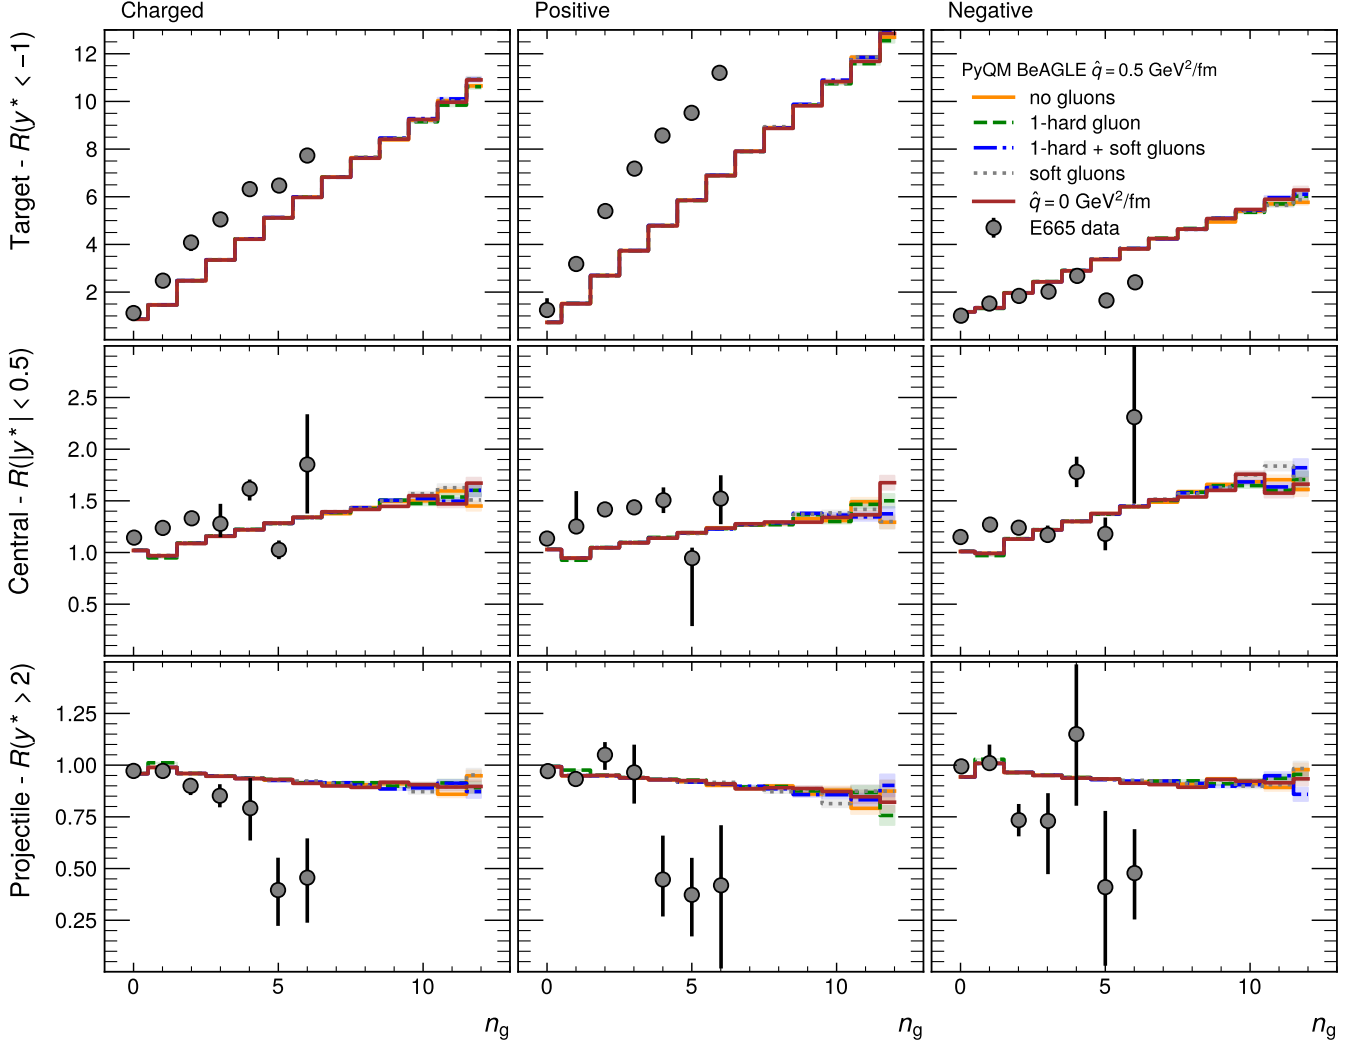 Charged
Positive
Negative
Target - R(y* < −1)
12
10
8
6
4
2
PyQM BeAGLE q̂ = 0.5 GeV²/fm
no gluons
1-hard gluon
1-hard + soft gluons
soft gluons
q̂ = 0 GeV²/fm
E665 data
Central - R(|y* | < 0.5)
2.5
2.0
1.5
1.0
0.5
Projectile - R(y* > 2)
1.25
1.00
0.75
0.50
0.25
0 5 10
0 5 10
0 5 10
n_g
n_g
n_g